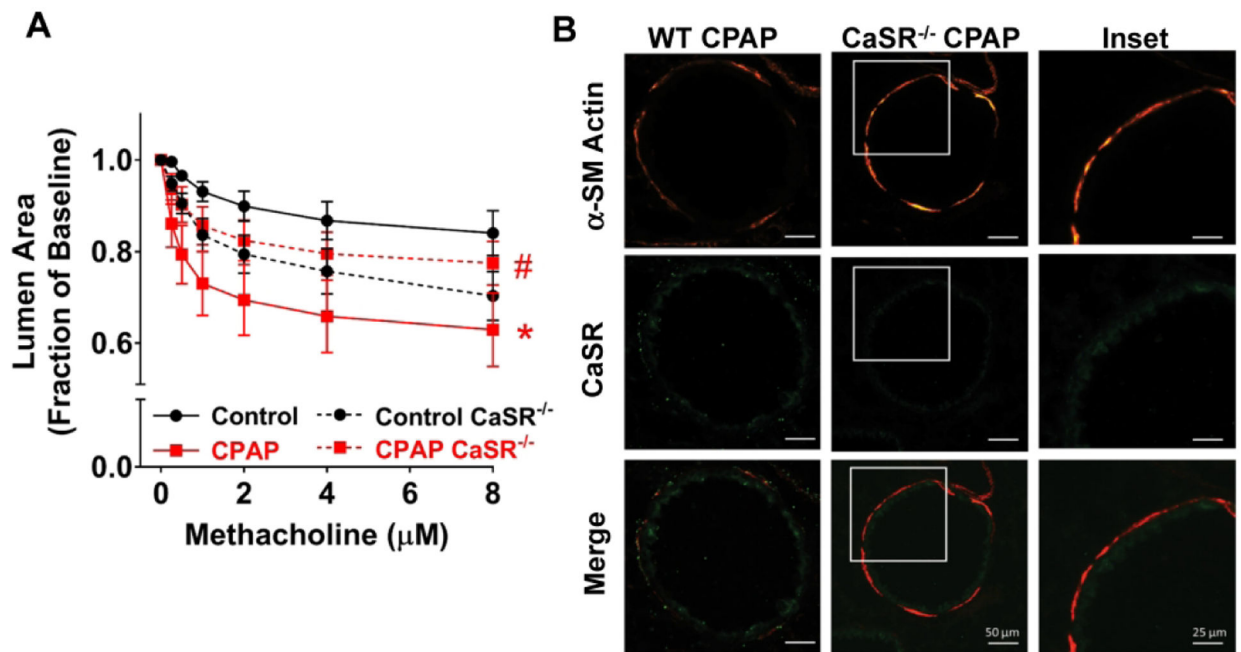 A
Lumen Area
(Fraction of Baseline)
1.0
0.8
0.6
0.0
#
*
Control
Control CaSR⁻/⁻
CPAP
CPAP CaSR⁻/⁻
0 2 4 6 8
Methacholine (μM)
B
WT CPAP
CaSR⁻/⁻ CPAP
Inset
α-SM Actin
CaSR
Merge
50 μm
25 μm